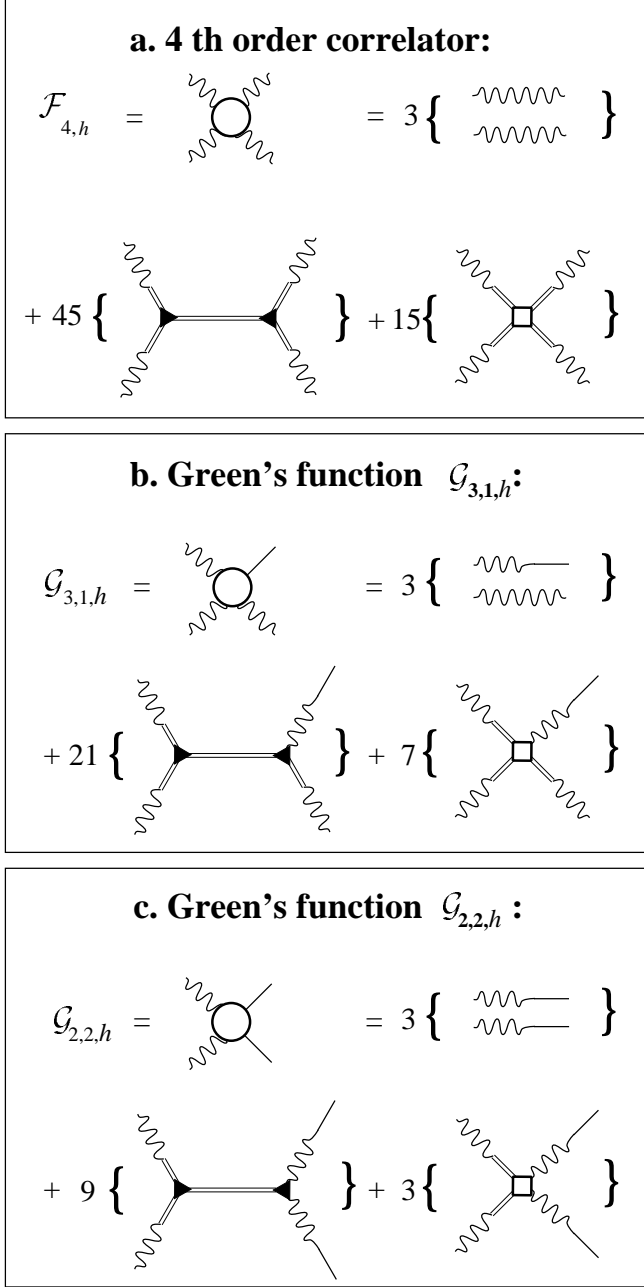 a. 4 th order correlator:
ℱ4,h = = 3 { }
+ 45 { } + 15 { }
b. Green's function 𝒢3,1,h:
𝒢3,1,h = = 3 { }
+ 21 { } + 7 { }
c. Green's function 𝒢2,2,h :
𝒢2,2,h = = 3 { }
+ 9 { } + 3 { }